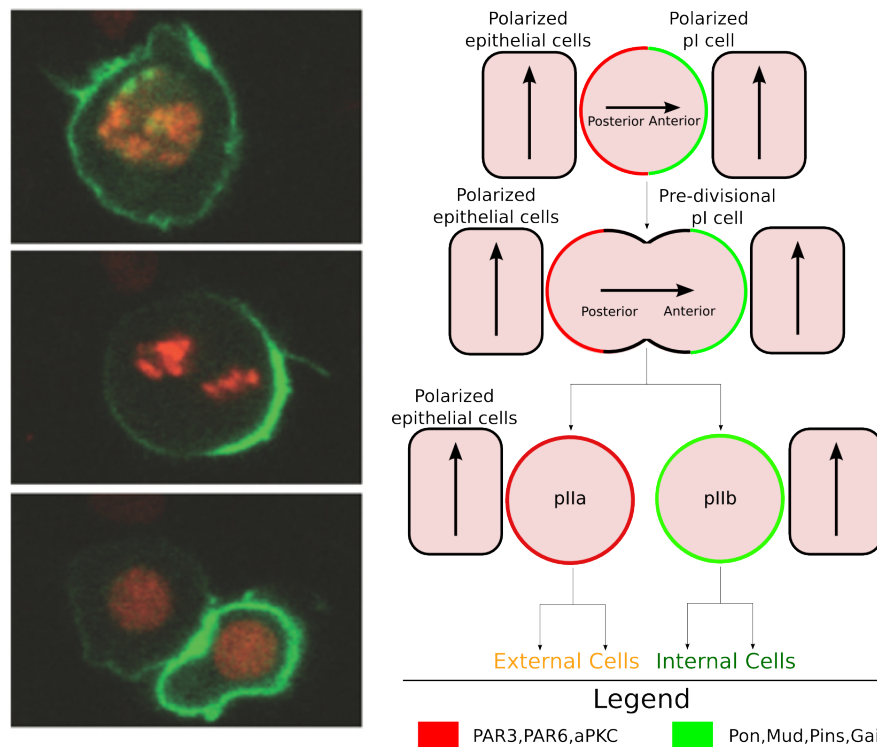 Polarized
epithelial cells
Polarized
pI cell
Posterior Anterior
Polarized
epithelial cells
Pre-divisional
pI cell
Posterior
Anterior
Polarized
epithelial cells
pIIa
pIIb
External Cells
Internal Cells
Legend
PAR3,PAR6,aPKC
Pon,Mud,Pins,Gai